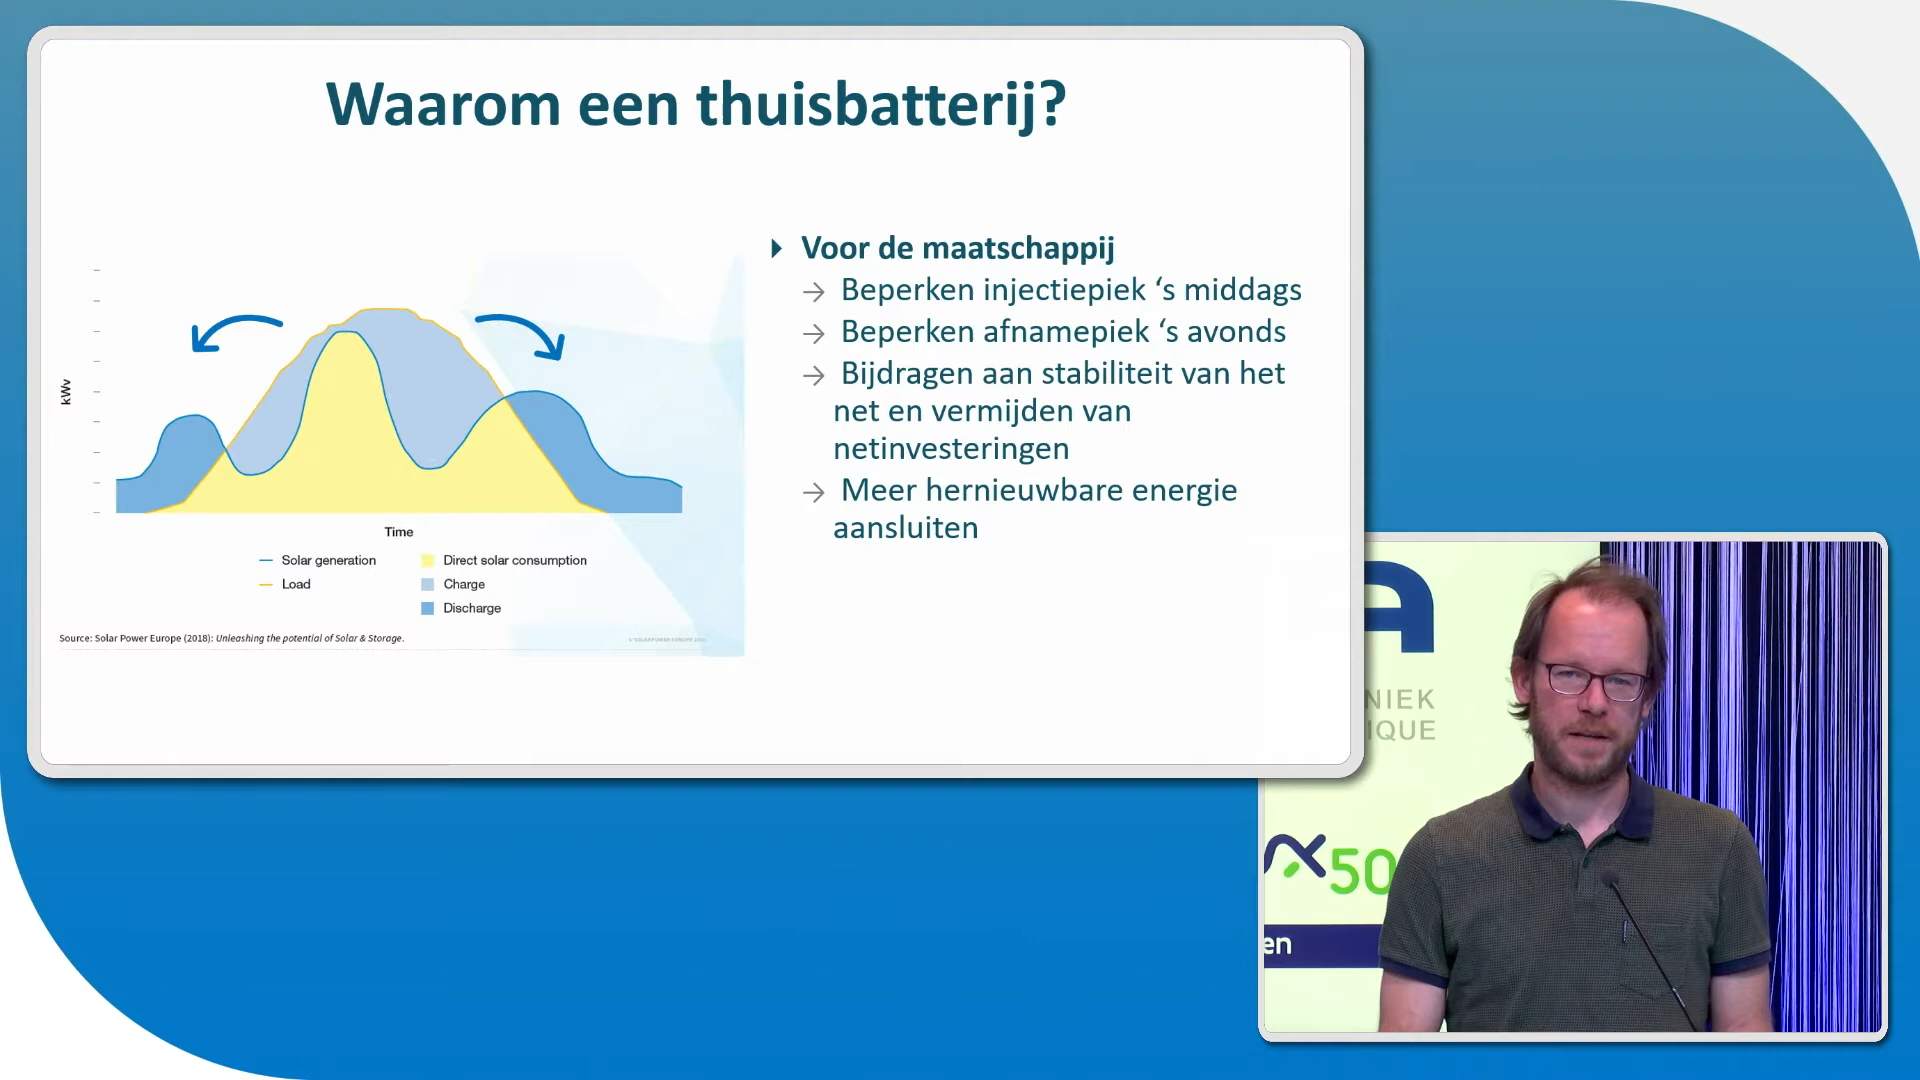 Waarom een thuisbatterij?
Voor de maatschappij
→ Beperken injectiepiek ‘s middags
→ Beperken afnamepiek ‘s avonds
→ Bijdragen aan stabiliteit van het
net en vermijden van
netinvesteringen
→ Meer hernieuwbare energie
aansluiten
kWv
Time
Solar generation
Load
Direct solar consumption
Charge
Discharge
Source: Solar Power Europe (2018): Unleashing the potential of Solar & Storage.
A
NIEK
IQUE
50
en